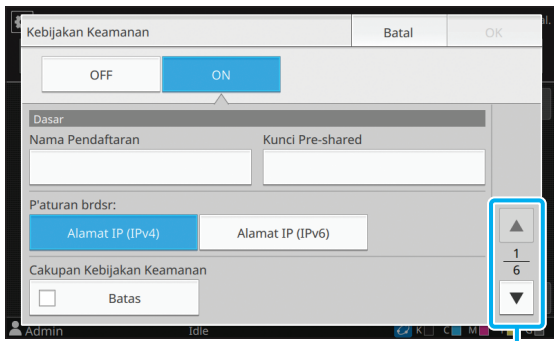 Kebijakan Keamanan Batal OK
OFF ON
Dasar
Nama Pendaftaran Kunci Pre-shared
P'aturan brdsr:
Alamat IP (IPv4) Alamat IP (IPv6)
1
6
Cakupan Kebijakan Keamanan
Batas
Admin Idle K C M